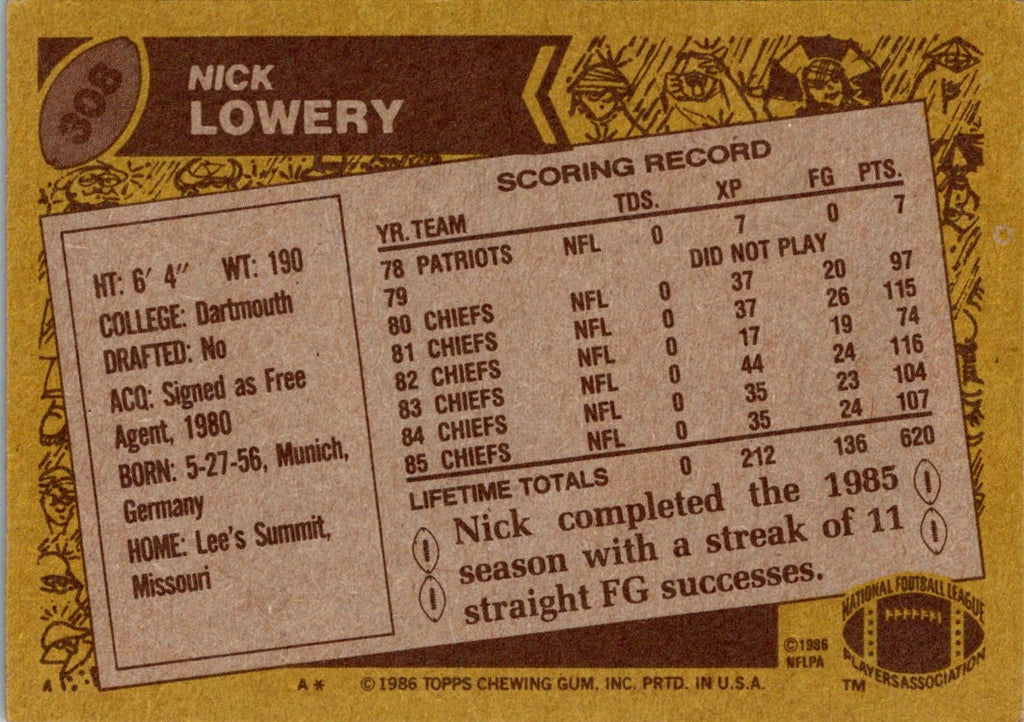 308
NICK
LOWERY
SCORING RECORD
YR. TEAM TDS. XP FG PTS.
78 PATRIOTS NFL 0 7 0 7
79 DID NOT PLAY
80 CHIEFS NFL 0 37 20 97
81 CHIEFS NFL 0 37 26 115
82 CHIEFS NFL 0 17 19 74
83 CHIEFS NFL 0 44 24 116
84 CHIEFS NFL 0 35 23 104
85 CHIEFS NFL 0 35 24 107
LIFETIME TOTALS 0 212 136 620
HT: 6' 4" WT: 190
COLLEGE: Dartmouth
DRAFTED: No
ACQ: Signed as Free
Agent, 1980
BORN: 5-27-56, Munich,
Germany
HOME: Lee's Summit,
Missouri
Nick completed the 1985
season with a streak of 11
straight FG successes.
©1986
NFLPA
NATIONAL FOOTBALL LEAGUE
PLAYERS ASSOCIATION
TM
A* ©1986 TOPPS CHEWING GUM, INC. PRTD. IN U.S.A.